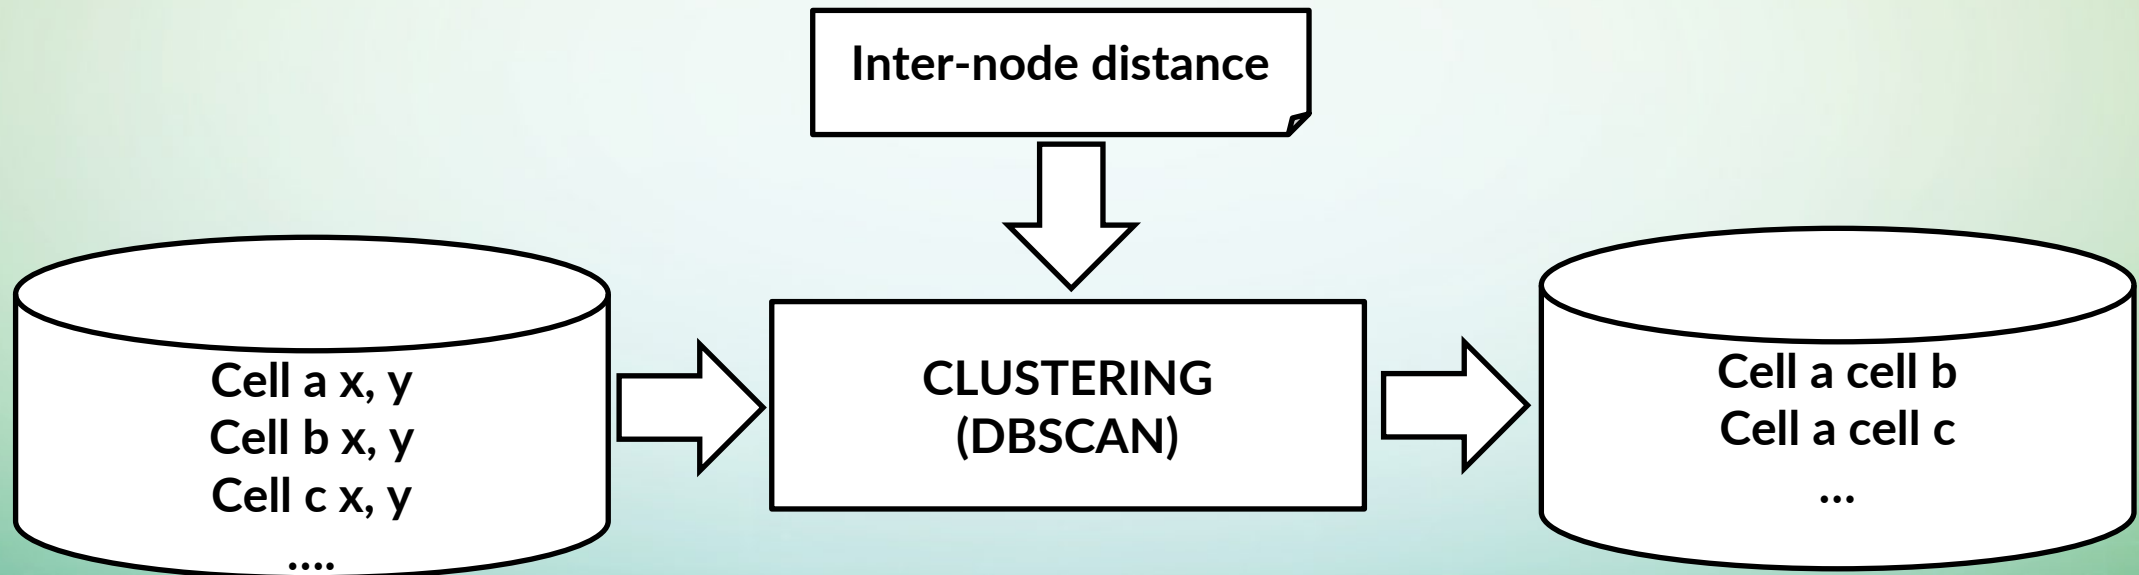 Inter-node distance
Cell a x, y
Cell b x, y
Cell c x, y
....
CLUSTERING
(DBSCAN)
Cell a cell b
Cell a cell c
...